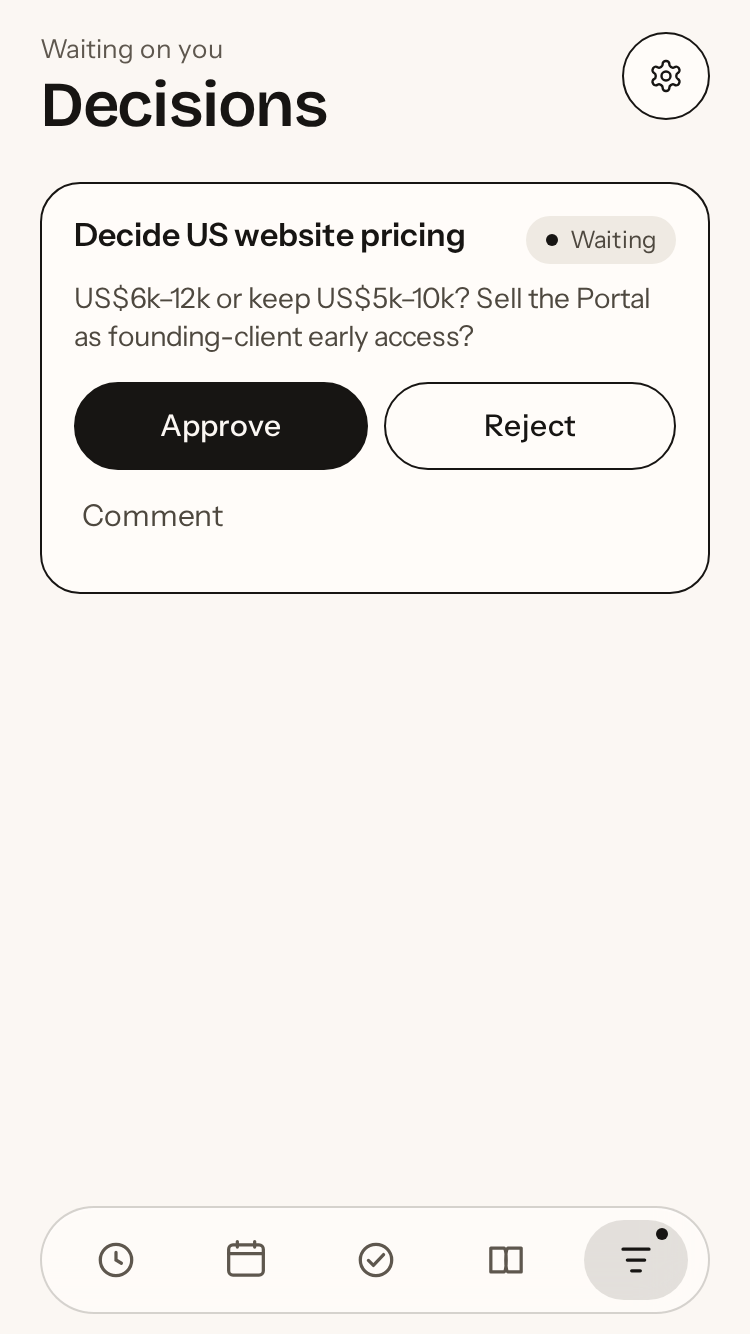 Waiting on you
Decisions
Decide US website pricing
Waiting
US$6k–12k or keep US$5k–10k? Sell the Portal
as founding-client early access?
Approve
Reject
Comment